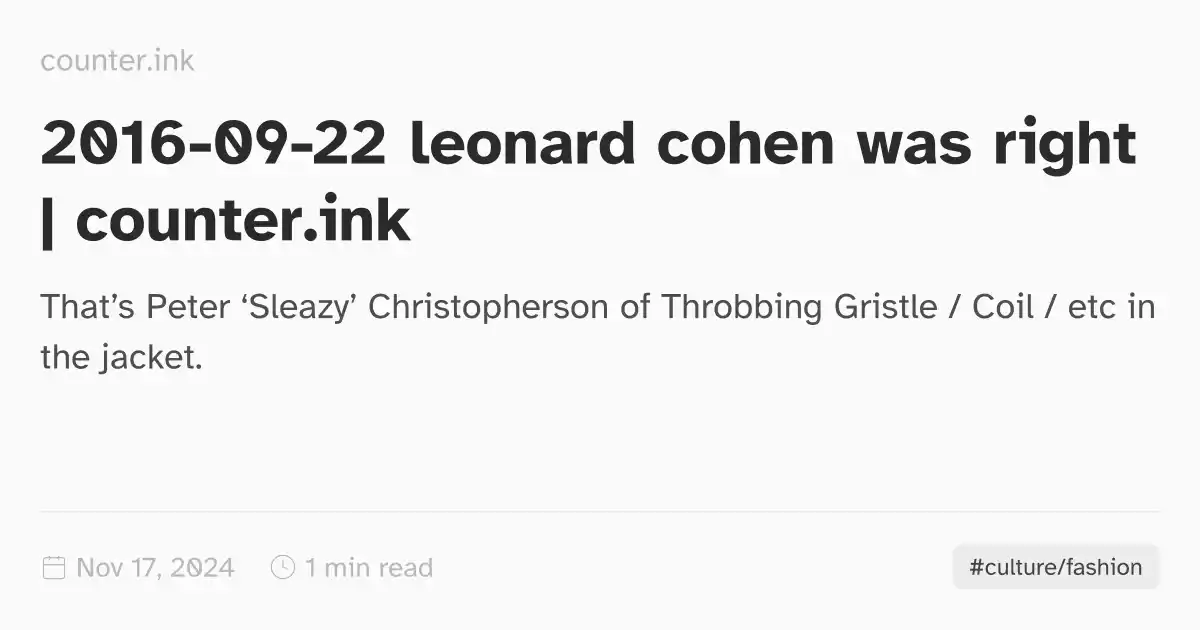 counter.ink
2016-09-22 leonard cohen was right
| counter.ink
That’s Peter ‘Sleazy’ Christopherson of Throbbing Gristle / Coil / etc in
the jacket.
Nov 17, 2024 1 min read #culture/fashion